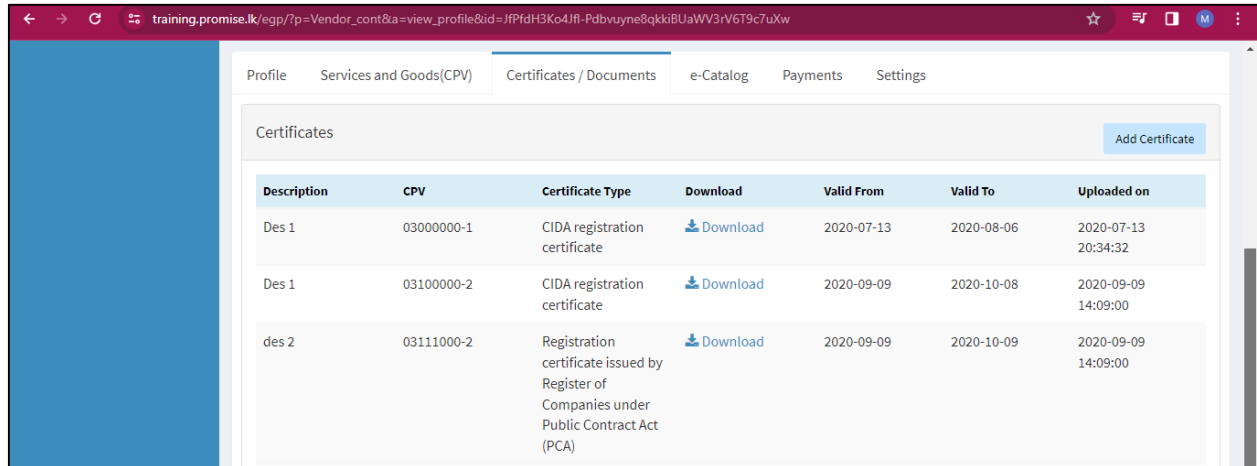 training.promise.lk/egp/?p=Vendor_cont&a=view_profile&id=JfPfdH3Ko4Jfl-Pdbvuyne8qkkiBUaWV3rV6T9c7uXw
M
Profile Services and Goods(CPV) Certificates / Documents e-Catalog Payments Settings
Certificates
Add Certificate
Description CPV Certificate Type Download Valid From Valid To Uploaded on
Des 1 03000000-1 CIDA registration Download 2020-07-13 2020-08-06 2020-07-13
certificate 20:34:32
Des 1 03100000-2 CIDA registration Download 2020-09-09 2020-10-08 2020-09-09
certificate 14:09:00
des 2 03111000-2 Registration Download 2020-09-09 2020-10-09 2020-09-09
certificate issued by 14:09:00
Register of
Companies under
Public Contract Act
(PCA)